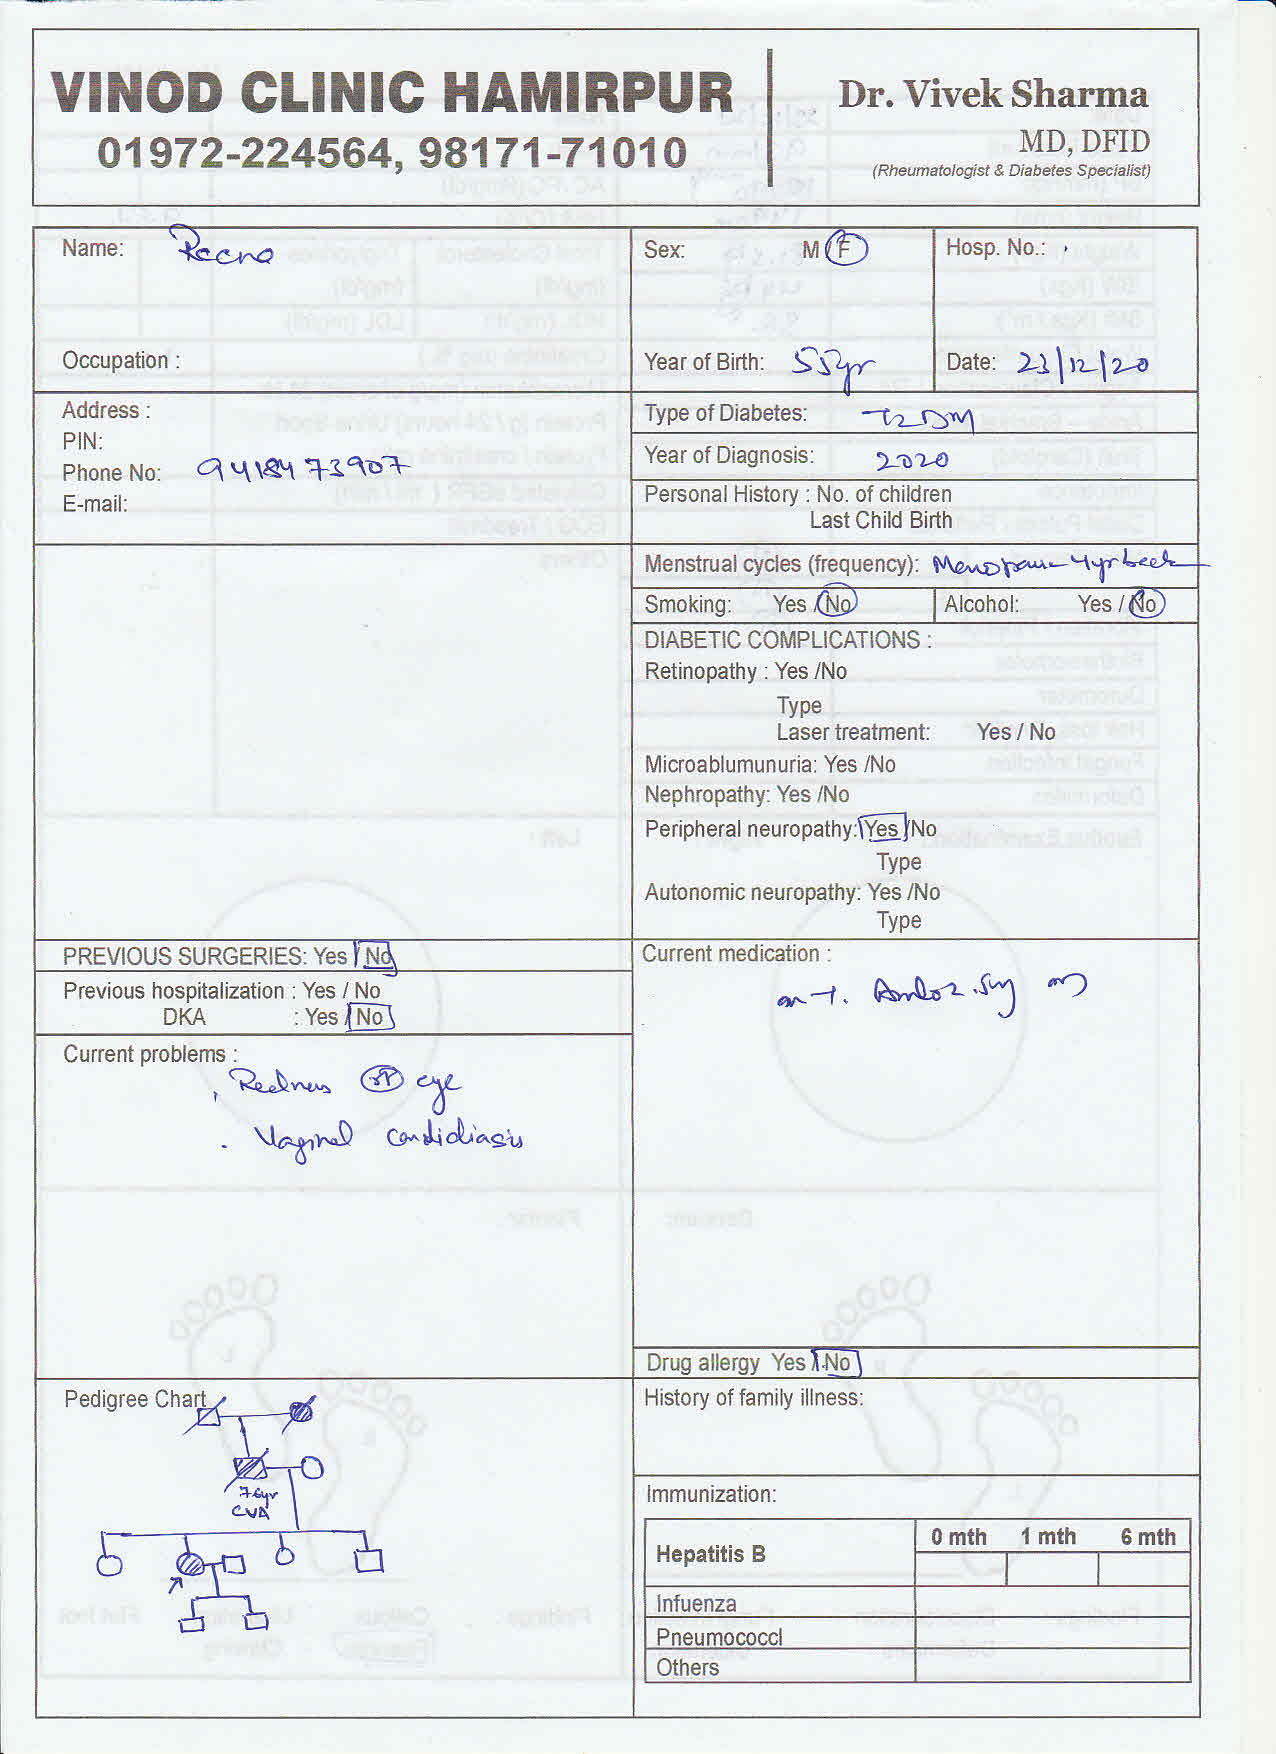 VINOD CLINIC HAMIRPUR
01972-224564, 98171-71010
Dr. Vivek Sharma
MD, DFID
(Rheumatologist & Diabetes Specialist)
Name: Reena
Sex: M F
Hosp. No.:
Occupation :
Year of Birth: 55yr
Date: 23/12/20
Address :
PIN:
Phone No: 9418473907
E-mail:
Type of Diabetes: T2DM
Year of Diagnosis: 2020
Personal History : No. of children
Last Child Birth
Menstrual cycles (frequency): Menopause 4yr back
Smoking: Yes / No
Alcohol: Yes / No
DIABETIC COMPLICATIONS :
Retinopathy : Yes /No
Type
Laser treatment: Yes / No
Microablumunuria: Yes /No
Nephropathy: Yes /No
Peripheral neuropathy: Yes /No
Type
Autonomic neuropathy: Yes /No
Type
PREVIOUS SURGERIES: Yes / No
Previous hospitalization : Yes / No
DKA : Yes / No
Current problems :
Redness eye
Vaginal candidiasis
Current medication :
5mg
Drug allergy Yes / No
Pedigree Chart
76yr
CVA
History of family illness:
Immunization:
Hepatitis B
0 mth 1 mth 6 mth
Infuenza
Pneumococcl
Others